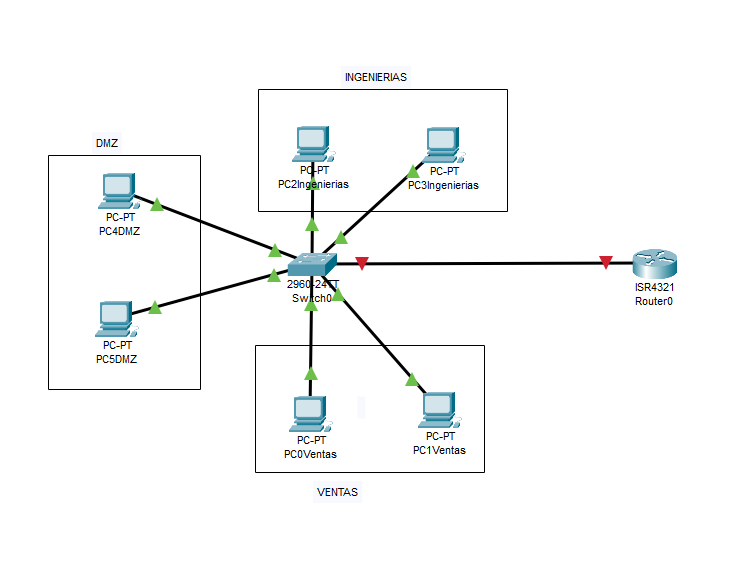 INGENIERIAS
PC-PT
PC2Ingenierias
PC-PT
PC3Ingenierias
DMZ
PC-PT
PC4DMZ
PC-PT
PC5DMZ
2960-24TT
Switch0
ISR4321
Router0
PC-PT
PC0Ventas
PC-PT
PC1Ventas
VENTAS